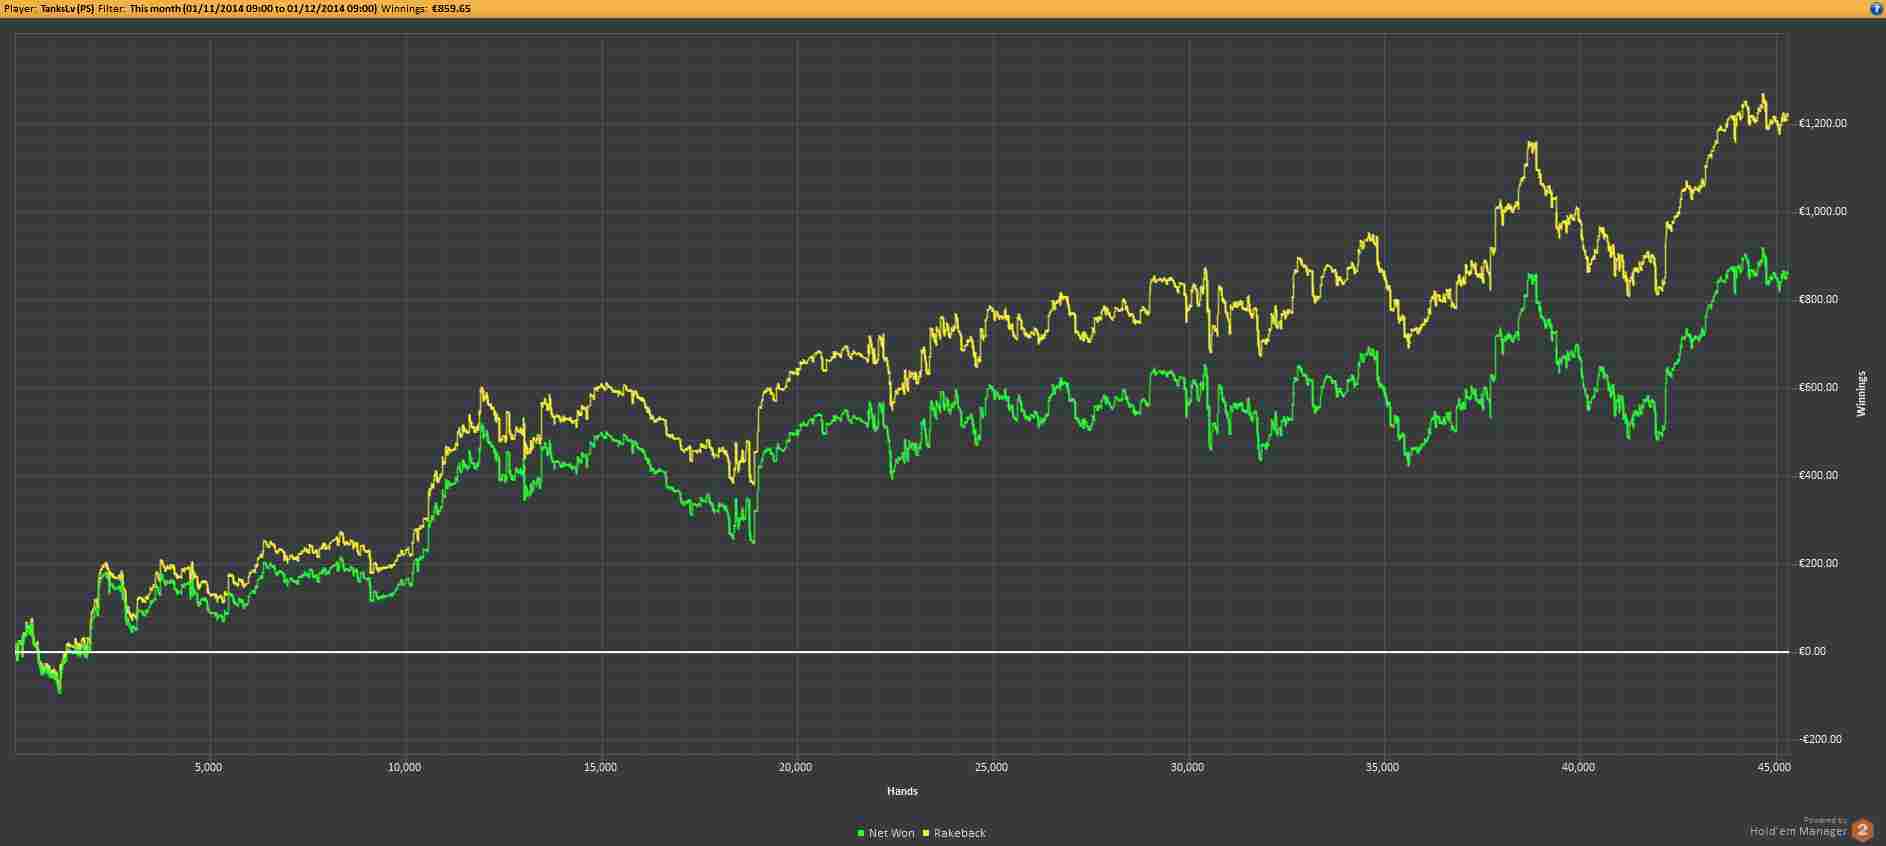 Player: TanksLv (PS) Filter: This month (01/11/2014 09:00 to 01/12/2014 09:00) Winnings: €859.65
€1,200.00
€1,000.00
€800.00
€600.00
€400.00
€200.00
€0.00
-€200.00
Winnings
5,000 10,000 15,000 20,000 25,000 30,000 35,000 40,000 45,000
Hands
Net Won Rakeback
Powered by
Hold'em Manager 2